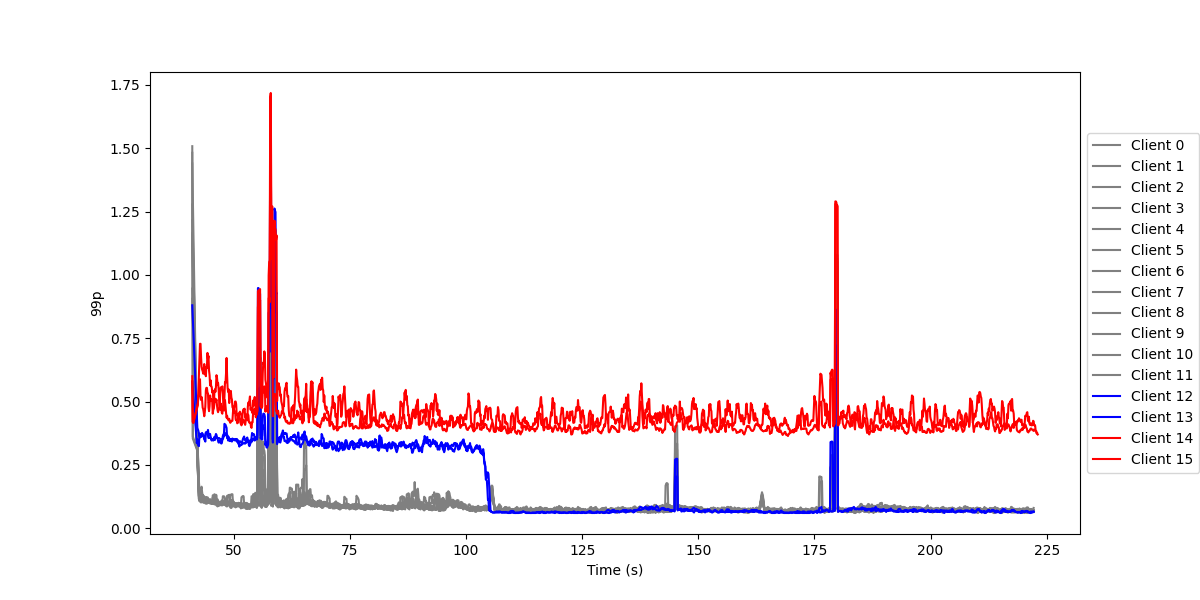 1.75
1.50
1.25
1.00
0.75
0.50
0.25
0.00
99p
50
75
100
125
150
175
200
225
Time (s)
Client 0
Client 1
Client 2
Client 3
Client 4
Client 5
Client 6
Client 7
Client 8
Client 9
Client 10
Client 11
Client 12
Client 13
Client 14
Client 15